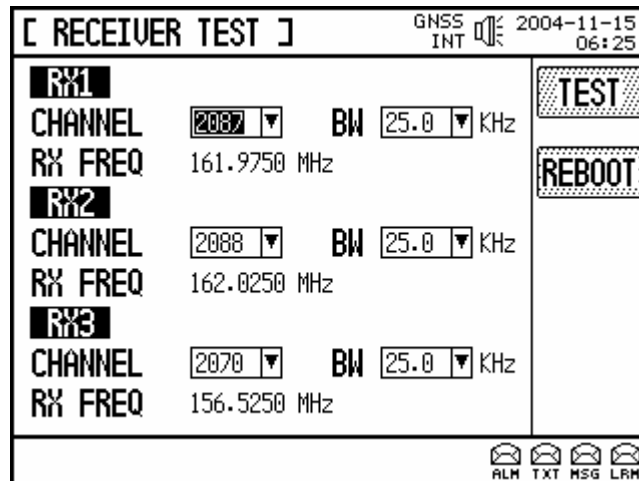 [ RECEIVER TEST ] GNSS INT 2004-11-15 06:25
RX1
CHANNEL 2087 BW 25.0 KHz
RX FREQ 161.9750 MHz
RX2
CHANNEL 2088 BW 25.0 KHz
RX FREQ 162.0250 MHz
RX3
CHANNEL 2070 BW 25.0 KHz
RX FREQ 156.5250 MHz
TEST
REBOOT
ALM TXT MSG LRM